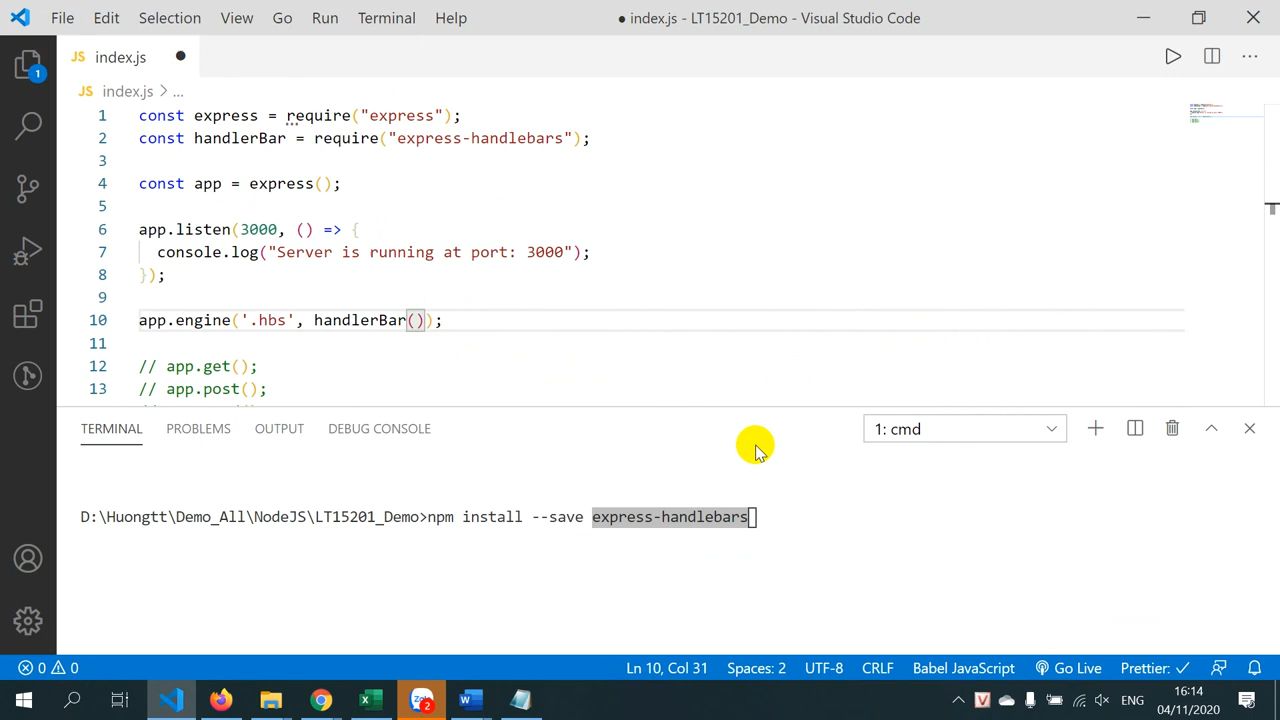 File Edit Selection View Go Run Terminal Help ● index.js - LT15201_Demo - Visual Studio Code
JS index.js ●
JS index.js > ...
1 const express = require("express");
2 const handlerBar = require("express-handlebars");
3
4 const app = express();
5
6 app.listen(3000, () => {
7 console.log("Server is running at port: 3000");
8 });
9
10 app.engine('.hbs', handlerBar());
11
12 // app.get();
13 // app.post();
TERMINAL PROBLEMS OUTPUT DEBUG CONSOLE 1: cmd
D:\Huongtt\Demo_All\NodeJS\LT15201_Demo>npm install --save express-handlebars
1
0 0 Ln 10, Col 31 Spaces: 2 UTF-8 CRLF Babel JavaScript Go Live Prettier: ✓
Zalo 2 ENG 16:14
04/11/2020